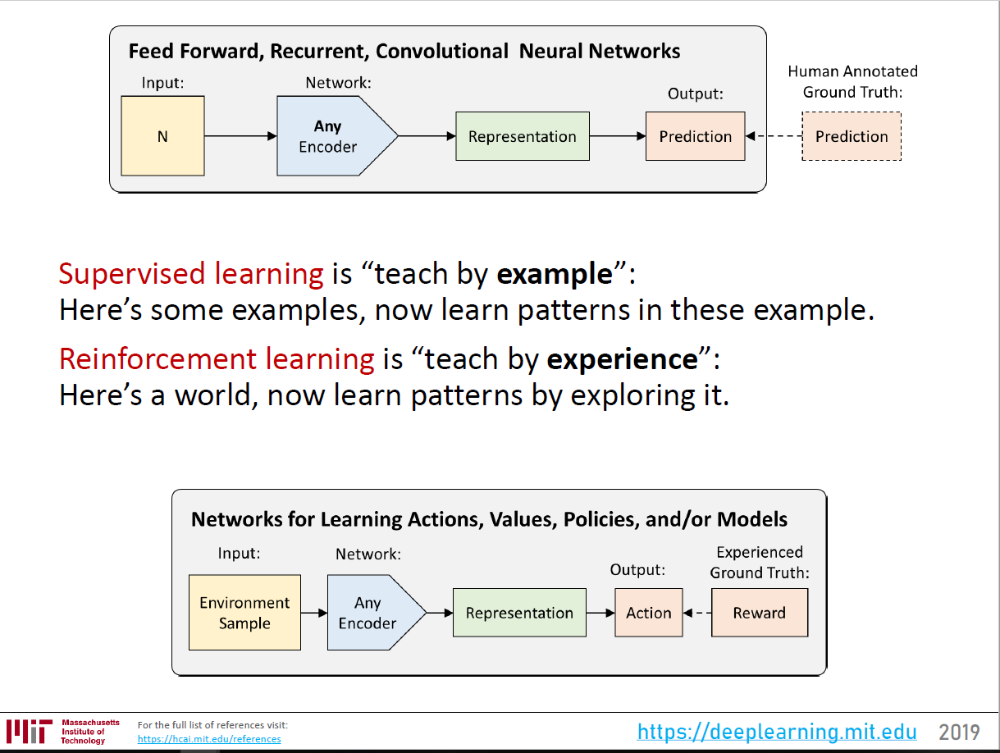 Feed Forward, Recurrent, Convolutional Neural Networks
Input:
Network:
Output:
Human Annotated
Ground Truth:
N
Any
Encoder
Representation
Prediction
Prediction
Supervised learning is “teach by example”:
Here’s some examples, now learn patterns in these example.
Reinforcement learning is “teach by experience”:
Here’s a world, now learn patterns by exploring it.
Networks for Learning Actions, Values, Policies, and/or Models
Input:
Network:
Output:
Experienced
Ground Truth:
Environment
Sample
Any
Encoder
Representation
Action
Reward
Massachusetts
Institute of
Technology
For the full list of references visit:
https://hcai.mit.edu/references
https://deeplearning.mit.edu 2019